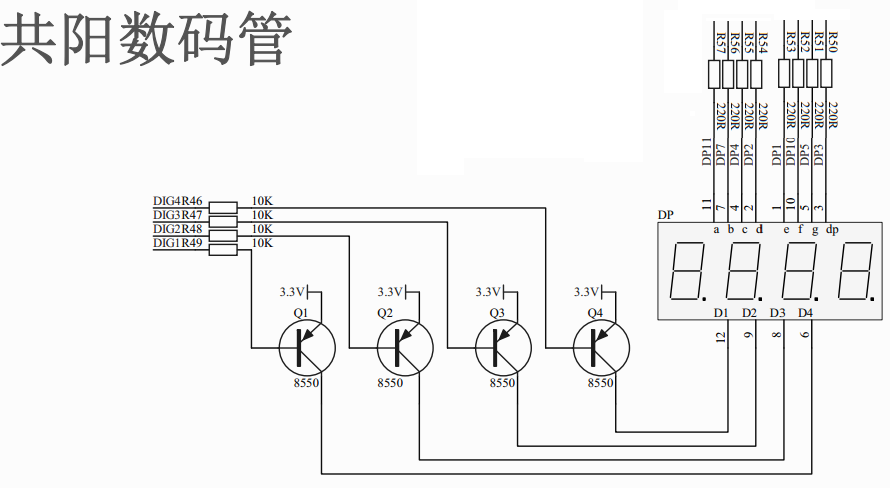 共阳数码管
R57 R56 R55 R54 R53 R52 R51 R50
220R 220R 220R 220R 220R 220R 220R 220R
DP11 DP7 DP4 DP2 DP1 DP10 DP5 DP3
11 7 4 2 1 10 5 3
DP
a b c d e f g dp
D1 D2 D3 D4
12 9 8 6
DIG4R46 10K
DIG3R47 10K
DIG2R48 10K
DIG1R49 10K
3.3V 3.3V 3.3V 3.3V
Q1 Q2 Q3 Q4
8550 8550 8550 8550